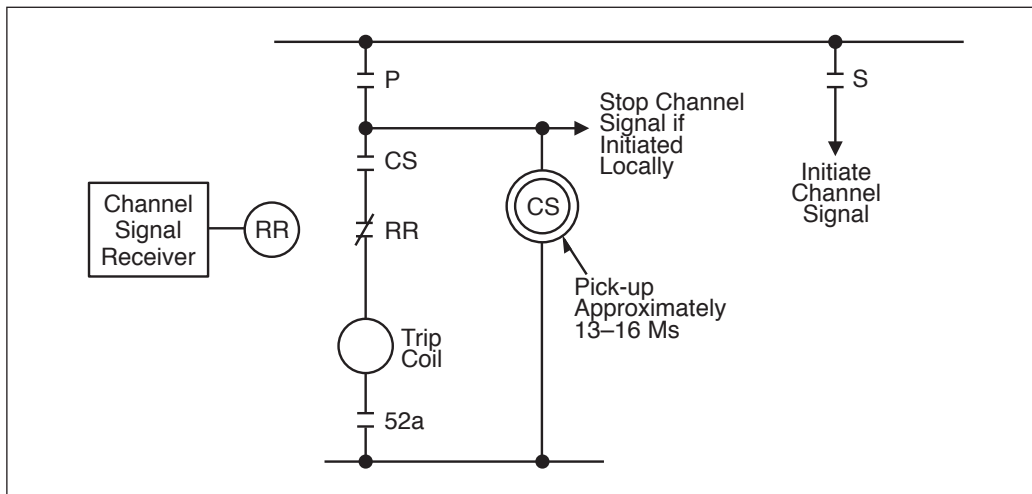 P
S
Stop Channel
Signal if
Initiated
Locally
CS
Initiate
Channel
Signal
Channel
Signal
Receiver
RR
RR
CS
Pick-up
Approximately
13–16 Ms
Trip
Coil
52a